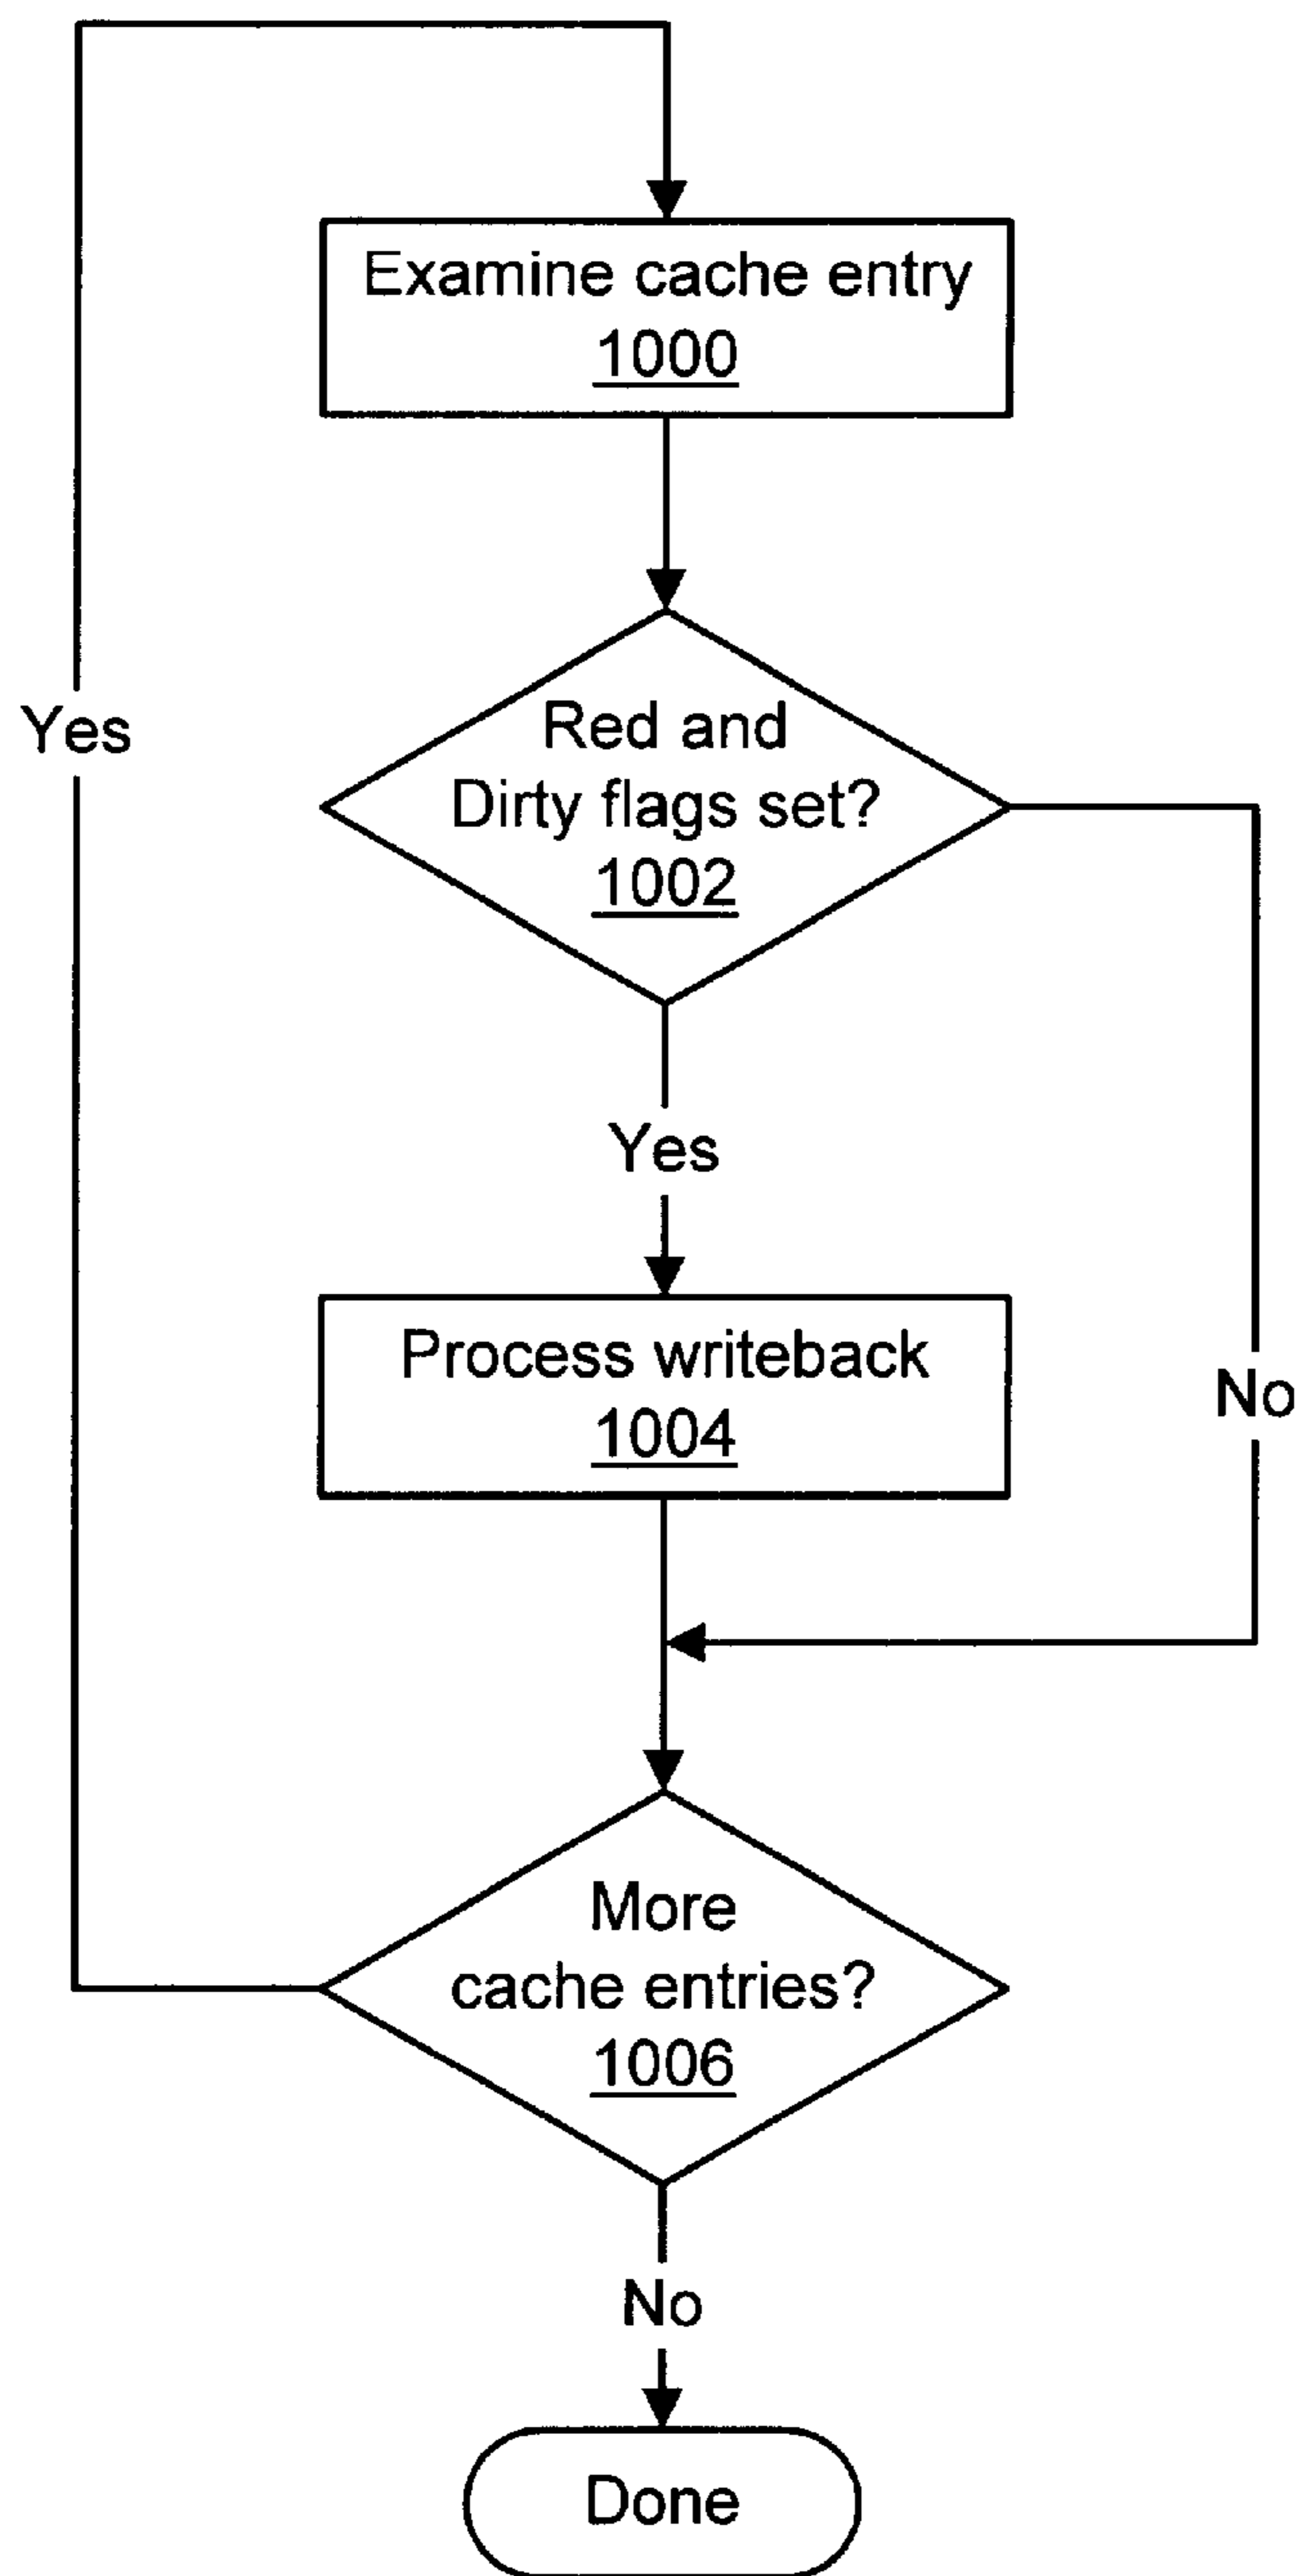 Examine cache entry
1000
Red and
Dirty flags set?
1002
Yes
Yes
Process writeback
1004
No
More
cache entries?
1006
No
Done